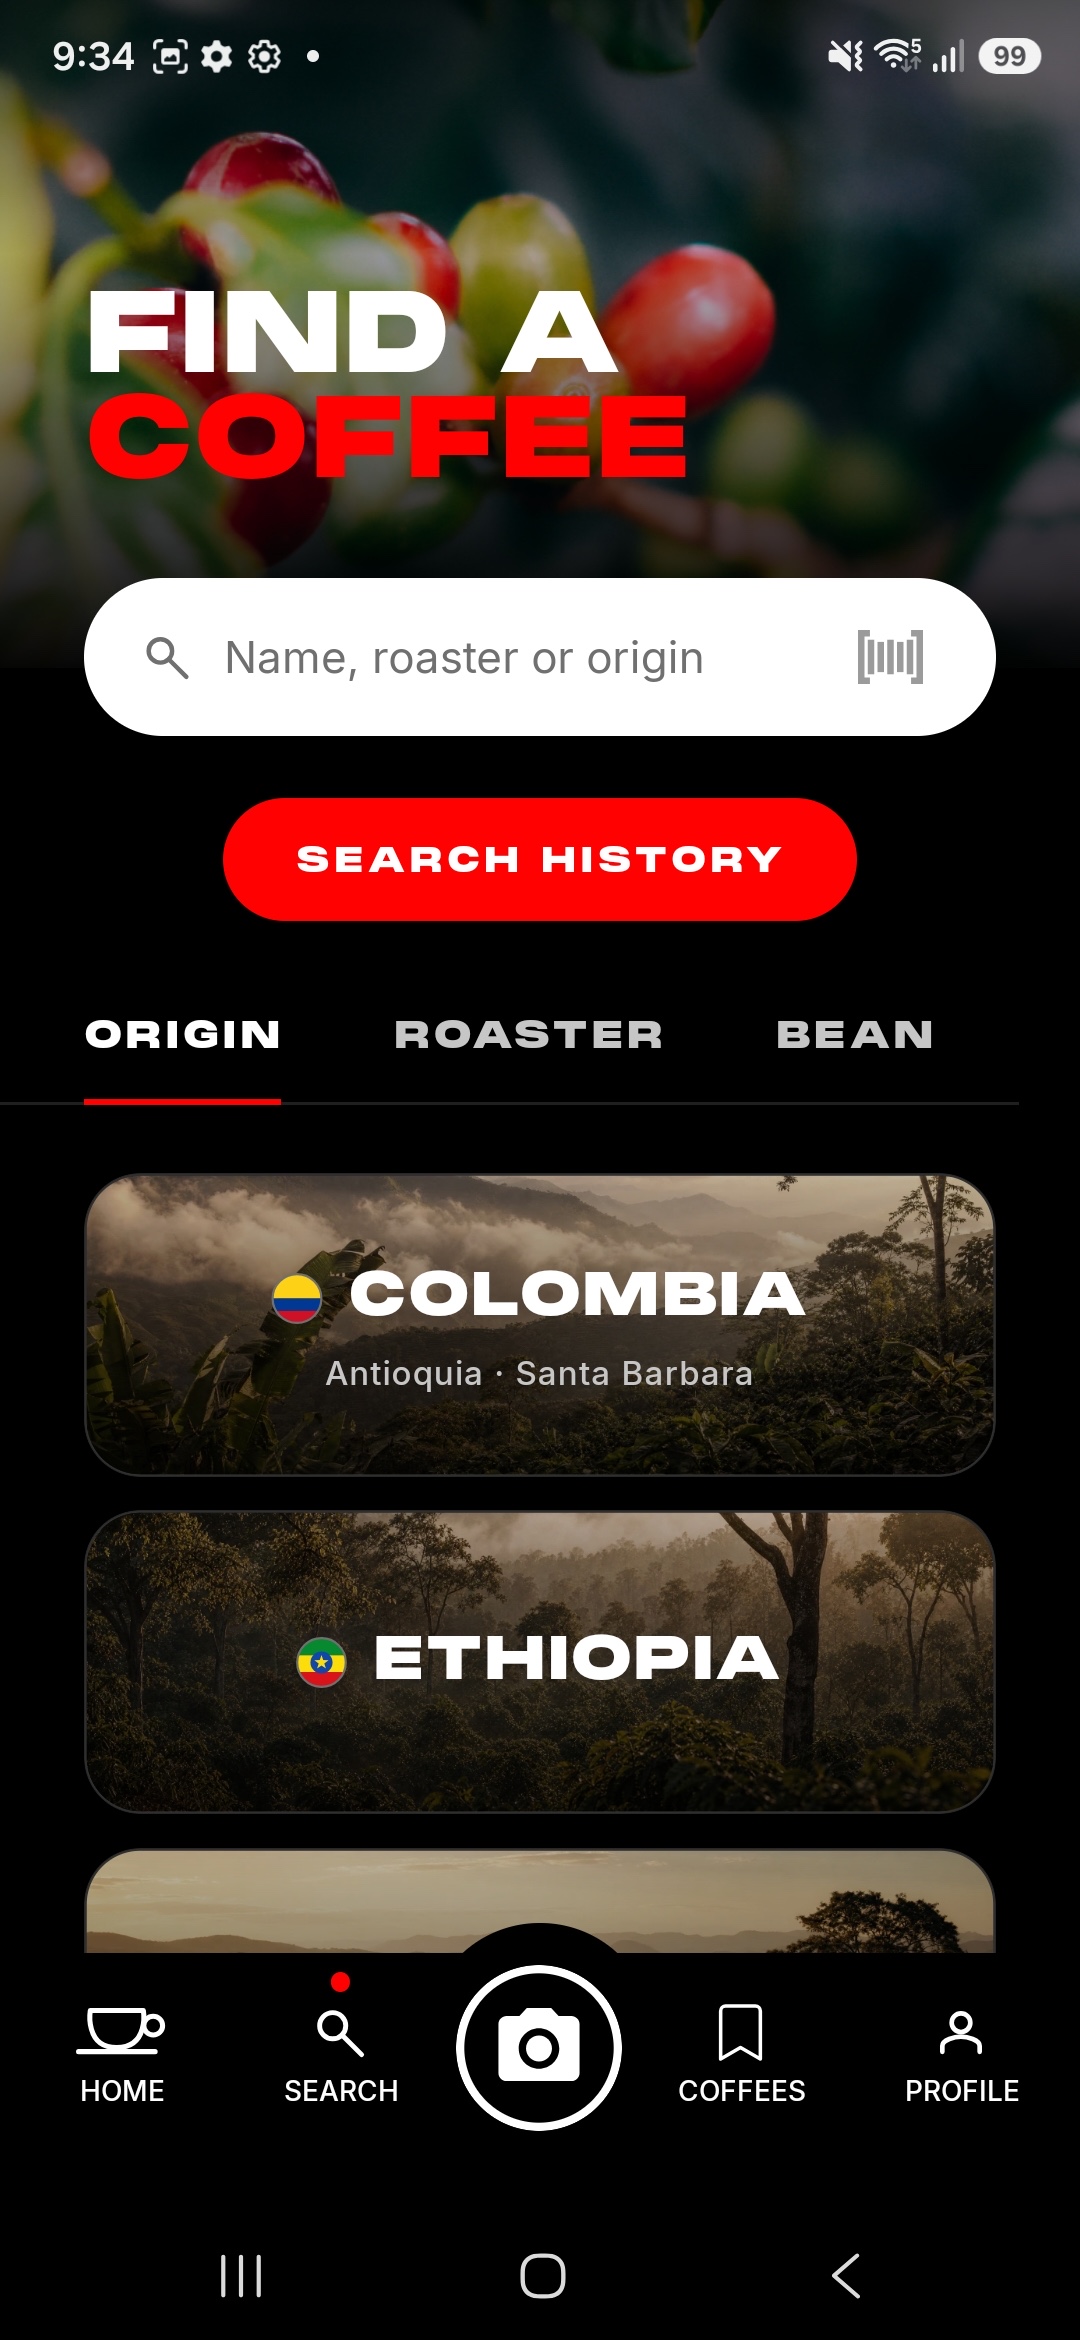 9:34
5
99
FIND A
COFFEE
Name, roaster or origin
SEARCH HISTORY
ORIGIN ROASTER BEAN
COLOMBIA
Antioquia · Santa Barbara
ETHIOPIA
HOME SEARCH COFFEES PROFILE